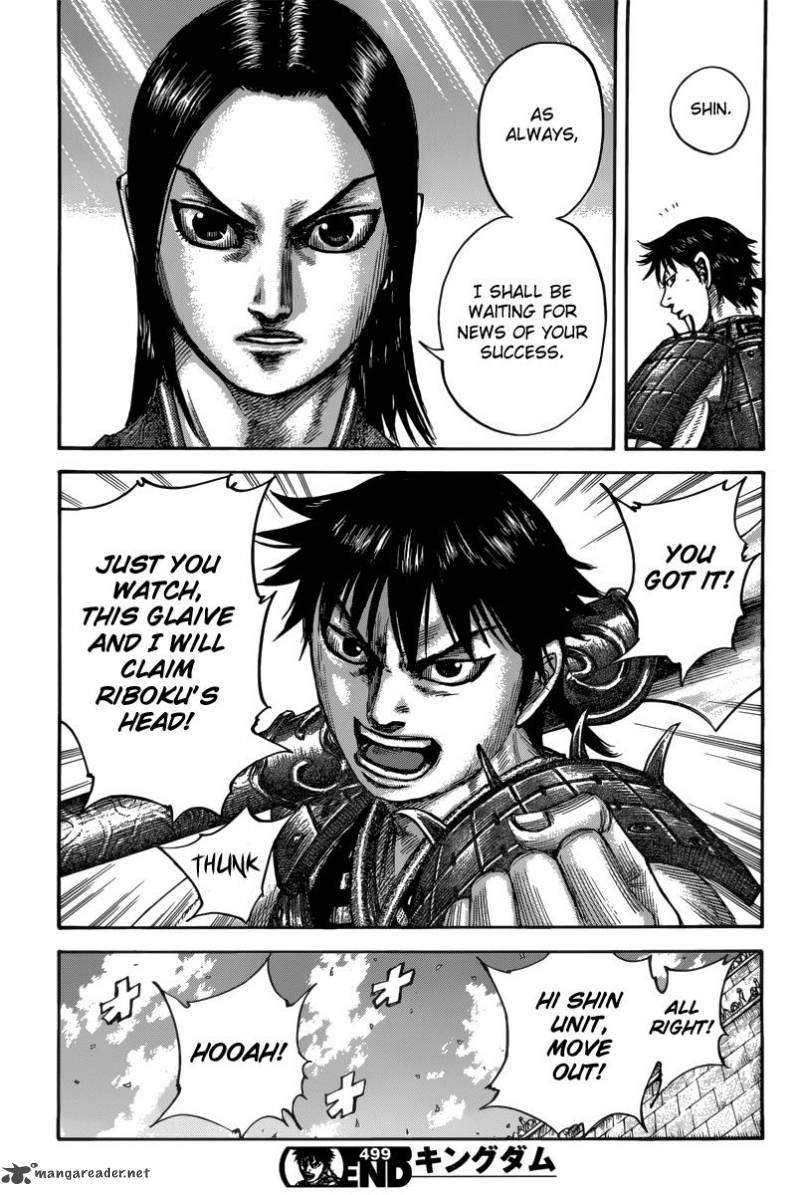 SHIN.
AS
ALWAYS,
I SHALL BE
WAITING FOR
NEWS OF YOUR
SUCCESS.
YOU
GOT IT!
JUST YOU
WATCH,
THIS GLAIVE
AND I WILL
CLAIM
RIBOKU'S
HEAD!
THUNK
ALL
RIGHT!
HI SHIN
UNIT,
MOVE
OUT!
HOOAH!
オ
オ
499
END キングダム
mangareader.net